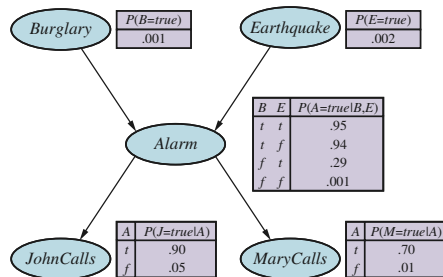 Burglary
P(B=true)
.001
Earthquake
P(E=true)
.002
Alarm
B E P(A=true|B,E)
t t .95
t f .94
f t .29
f f .001
JohnCalls
A P(J=true|A)
t .90
f .05
MaryCalls
A P(M=true|A)
t .70
f .01